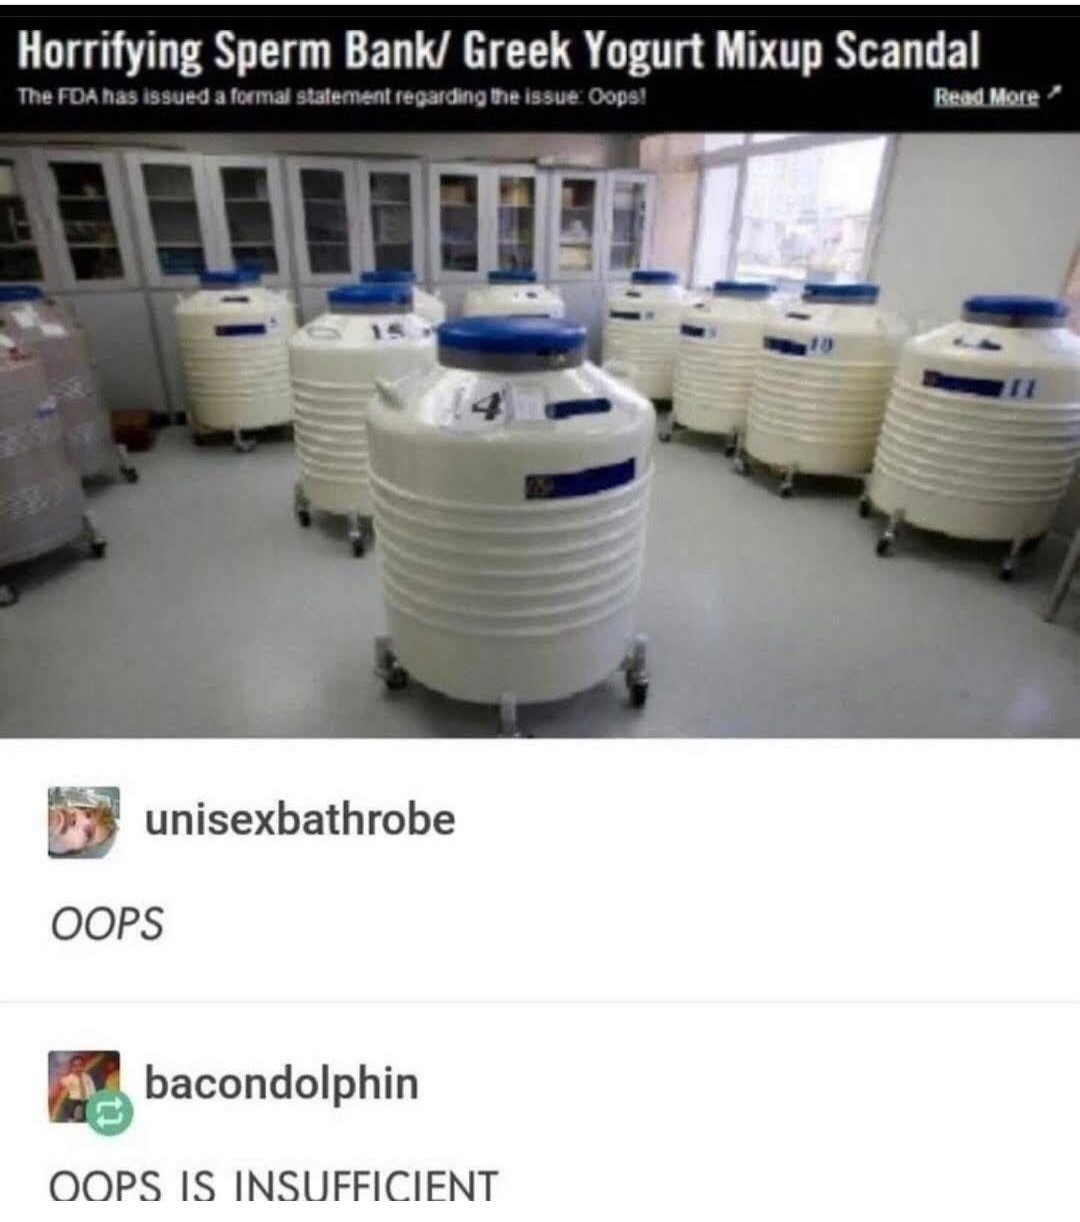 Horrifying Sperm Bank/ Greek Yogurt Mixup Scandal
The FDA has issued a formal statement regarding the issue: Oops!
Read More
15
4
10
11
unisexbathrobe
OOPS
bacondolphin
OOPS IS INSUFFICIENT